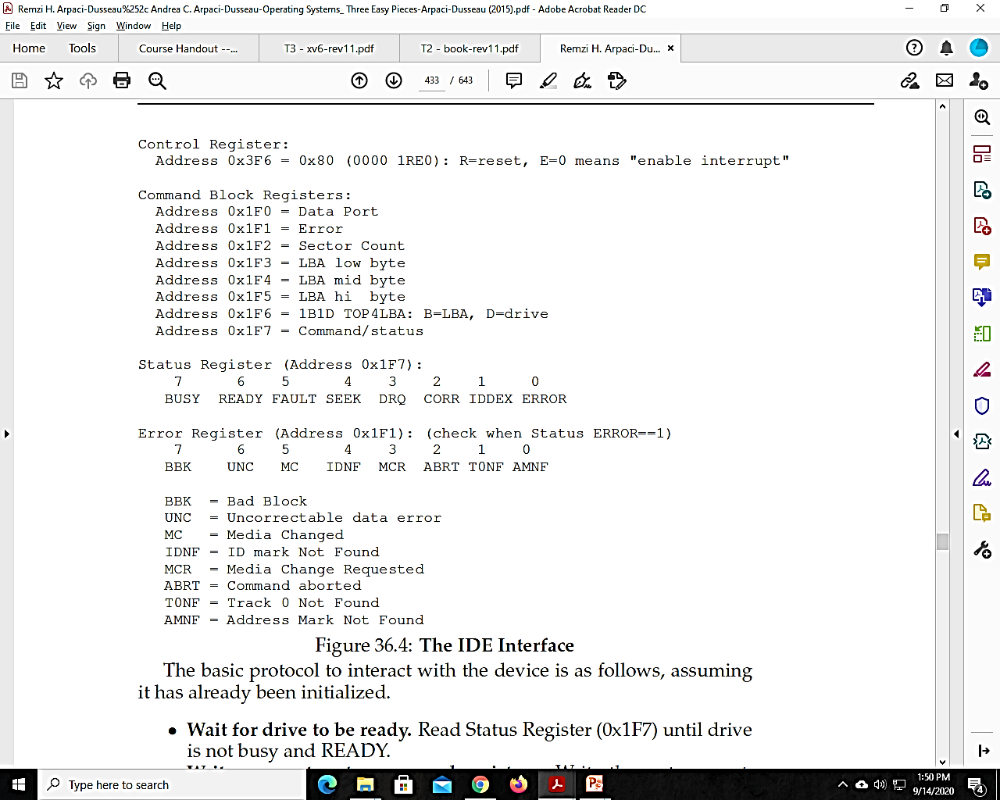 Remzi H. Arpaci-Dusseau%252c Andrea C. Arpaci-Dusseau-Operating Systems_ Three Easy Pieces-Arpaci-Dusseau (2015).pdf - Adobe Acrobat Reader DC
File Edit View Sign Window Help
Home Tools Course Handout --... T3 - xv6-rev11.pdf T2 - book-rev11.pdf Remzi H. Arpaci-Du... ×
433 / 643
Control Register:
Address 0x3F6 = 0x80 (0000 1RE0): R=reset, E=0 means "enable interrupt"
Command Block Registers:
Address 0x1F0 = Data Port
Address 0x1F1 = Error
Address 0x1F2 = Sector Count
Address 0x1F3 = LBA low byte
Address 0x1F4 = LBA mid byte
Address 0x1F5 = LBA hi  byte
Address 0x1F6 = 1B1D TOP4LBA: B=LBA, D=drive
Address 0x1F7 = Command/status
Status Register (Address 0x1F7):
7 6 5 4 3 2 1 0
BUSY READY FAULT SEEK DRQ CORR IDDEX ERROR
Error Register (Address 0x1F1): (check when Status ERROR==1)
7 6 5 4 3 2 1 0
BBK UNC MC IDNF MCR ABRT T0NF AMNF
BBK = Bad Block
UNC = Uncorrectable data error
MC = Media Changed
IDNF = ID mark Not Found
MCR = Media Change Requested
ABRT = Command aborted
T0NF = Track 0 Not Found
AMNF = Address Mark Not Found
Figure 36.4: The IDE Interface
The basic protocol to interact with the device is as follows, assuming
it has already been initialized.
• Wait for drive to be ready. Read Status Register (0x1F7) until drive
is not busy and READY.
Type here to search
1:50 PM
9/14/2020
4